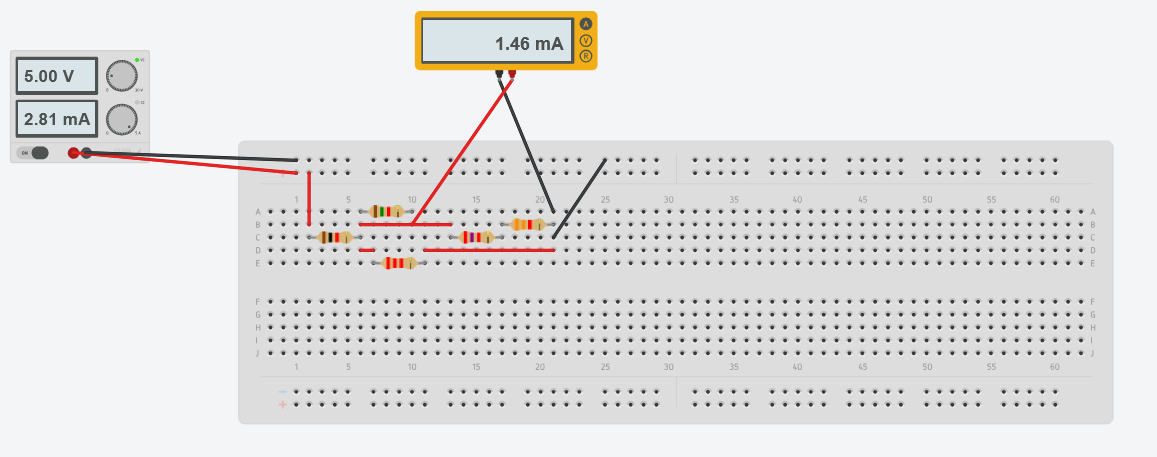 1.46 mA
A
V
R
5.00 V
2.81 mA
ON
1 5 10 15 20 25 30 35 40 45 50 55 60
A A
B B
C C
D D
E E
F F
G G
H H
I I
J J
1 5 10 15 20 25 30 35 40 45 50 55 60
−
+